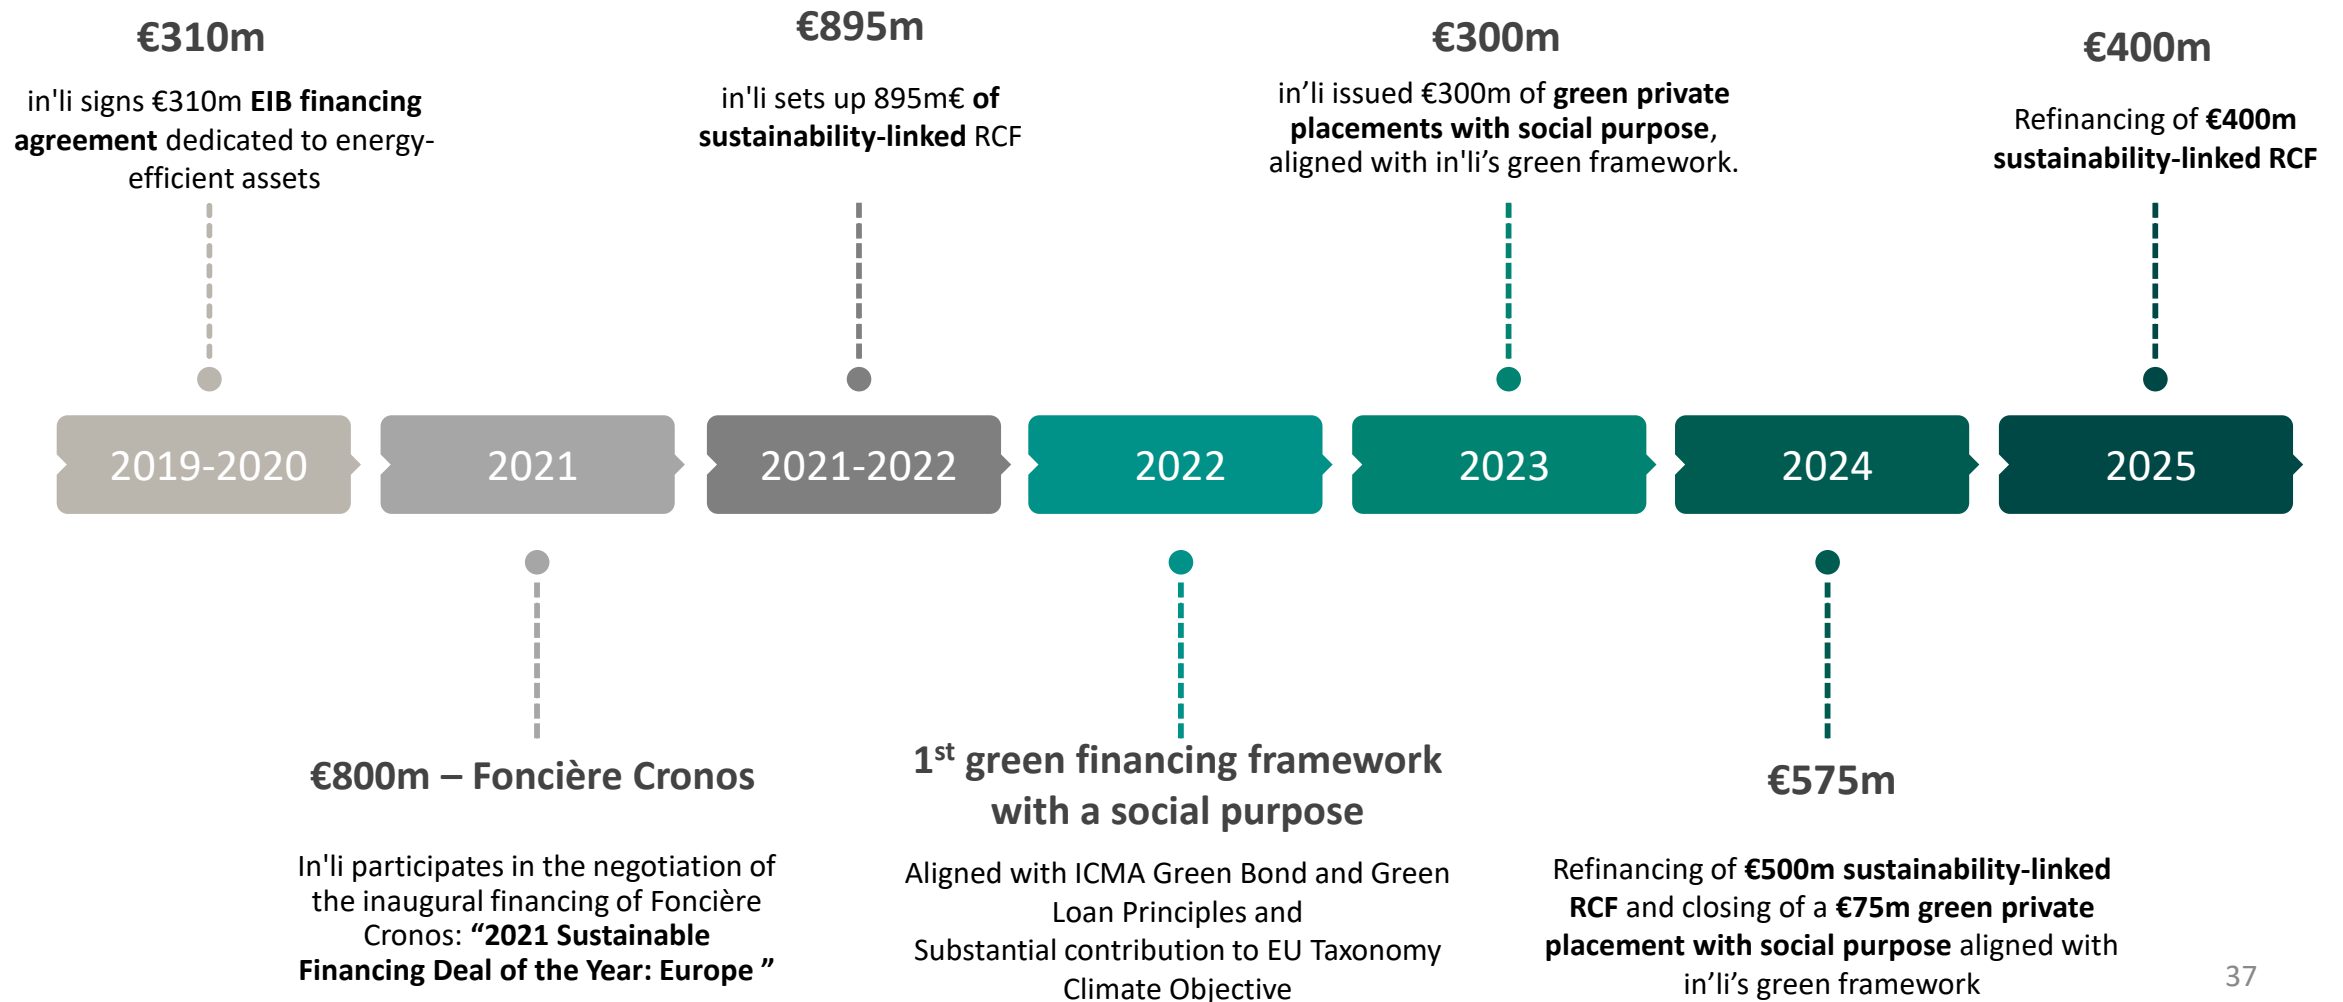 €310m
in'li signs €310m EIB financing
agreement dedicated to energy-
efficient assets
€895m
in'li sets up 895m€ of
sustainability-linked RCF
€300m
in’li issued €300m of green private
placements with social purpose,
aligned with in'li’s green framework.
€400m
Refinancing of €400m
sustainability-linked RCF
2019-2020
2021
2021-2022
2022
2023
2024
2025
€800m – Foncière Cronos
In'li participates in the negotiation of
the inaugural financing of Foncière
Cronos: “2021 Sustainable
Financing Deal of the Year: Europe ”
1st green financing framework
with a social purpose
Aligned with ICMA Green Bond and Green
Loan Principles and
Substantial contribution to EU Taxonomy
Climate Objective
€575m
Refinancing of €500m sustainability-linked
RCF and closing of a €75m green private
placement with social purpose aligned with
in’li’s green framework
37